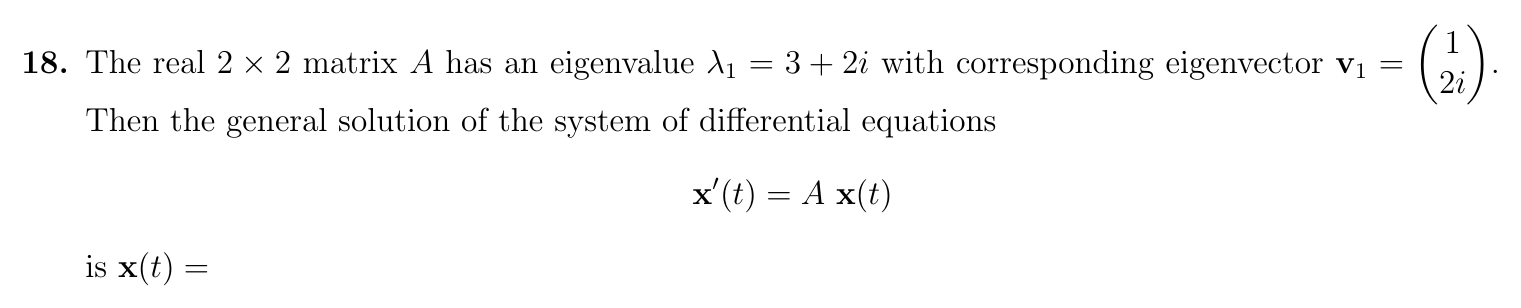 18. The real 2 × 2 matrix A has an eigenvalue λ₁ = 3 + 2i with corresponding eigenvector v₁ = (1 2i).
Then the general solution of the system of differential equations
x′(t) = A x(t)
is x(t) =